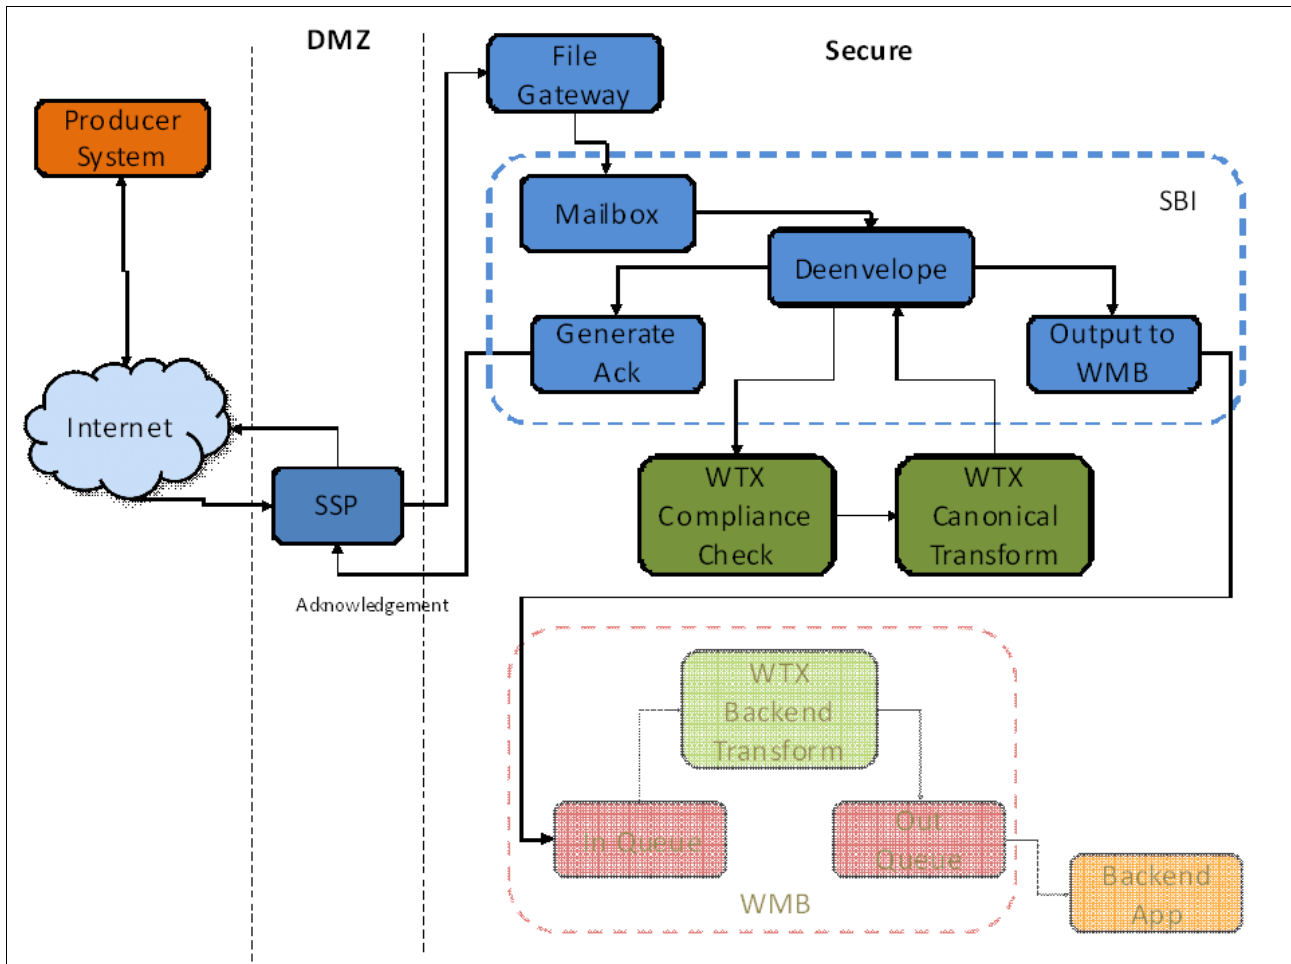 DMZ
Secure
File
Gateway
Producer
System
SBI
Mailbox
Deenvelope
Generate
Ack
Output to
WMB
Internet
SSP
WTX
Compliance
Check
WTX
Canonical
Transform
Acknowledgement
WTX
Backend
Transform
In Queue
Out
Queue
WMB
Backend
App